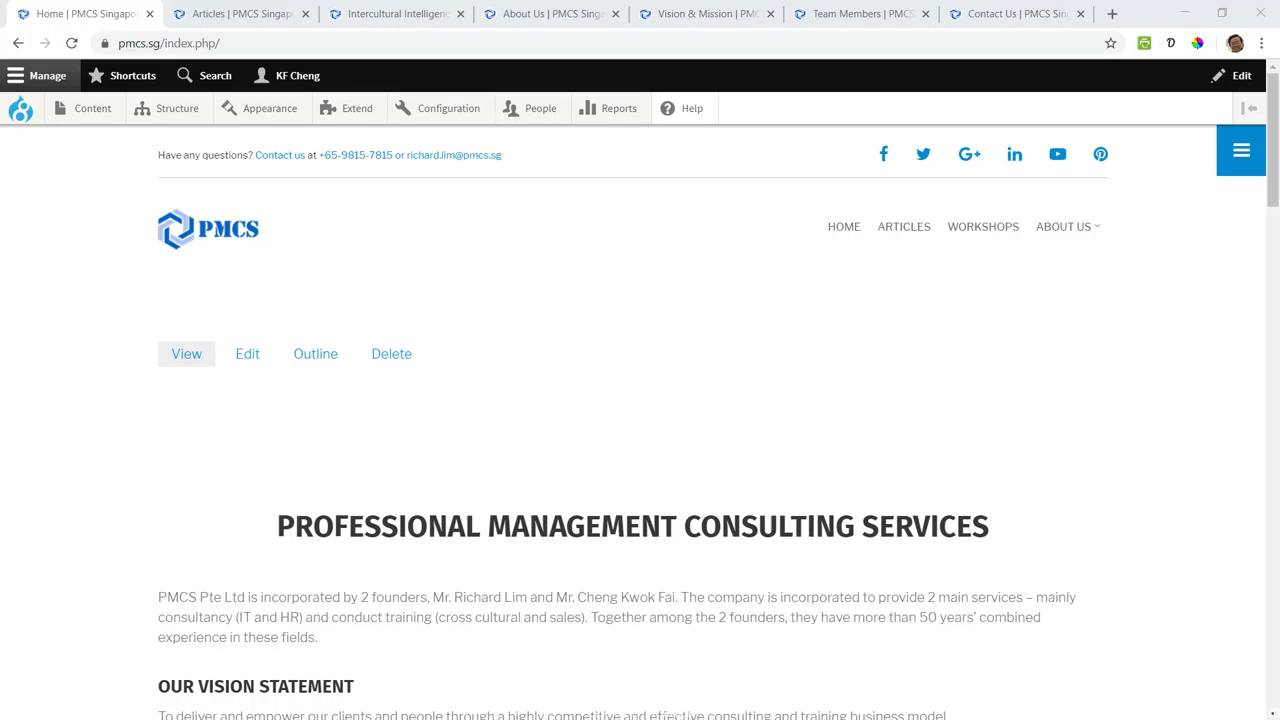 Home | PMCS Singapo
Articles | PMCS Singap
Intercultural Intelligenc
About Us | PMCS Singa
Vision & Mission | PMC
Team Members | PMCS
Contact Us | PMCS Sing
pmcs.sg/index.php/
Manage Shortcuts Search KF Cheng Edit
Content Structure Appearance Extend Configuration People Reports Help
Have any questions? Contact us at +65-9815-7815 or richard.lim@pmcs.sg
PMCS
HOME ARTICLES WORKSHOPS ABOUT US
View Edit Outline Delete
PROFESSIONAL MANAGEMENT CONSULTING SERVICES
PMCS Pte Ltd is incorporated by 2 founders, Mr. Richard Lim and Mr. Cheng Kwok Fai. The company is incorporated to provide 2 main services – mainly
consultancy (IT and HR) and conduct training (cross cultural and sales). Together among the 2 founders, they have more than 50 years’ combined
experience in these fields.
OUR VISION STATEMENT
To deliver and empower our clients and people through a highly competitive and effective consulting and training business model